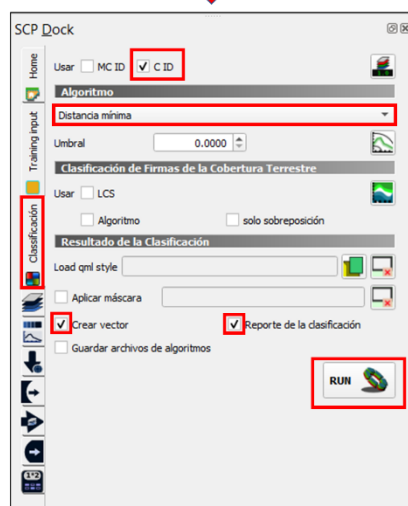 SCP Dock
Home
Training input
Classificación
Usar MC ID C ID
Algoritmo
Distancia mínima
Umbral 0.0000
Clasificación de Firmas de la Cobertura Terrestre
Usar LCS
Algoritmo solo sobreposición
Resultado de la Clasificación
Load qml style
Aplicar máscara
Crear vector Reporte de la clasificación
Guardar archivos de algoritmos
RUN